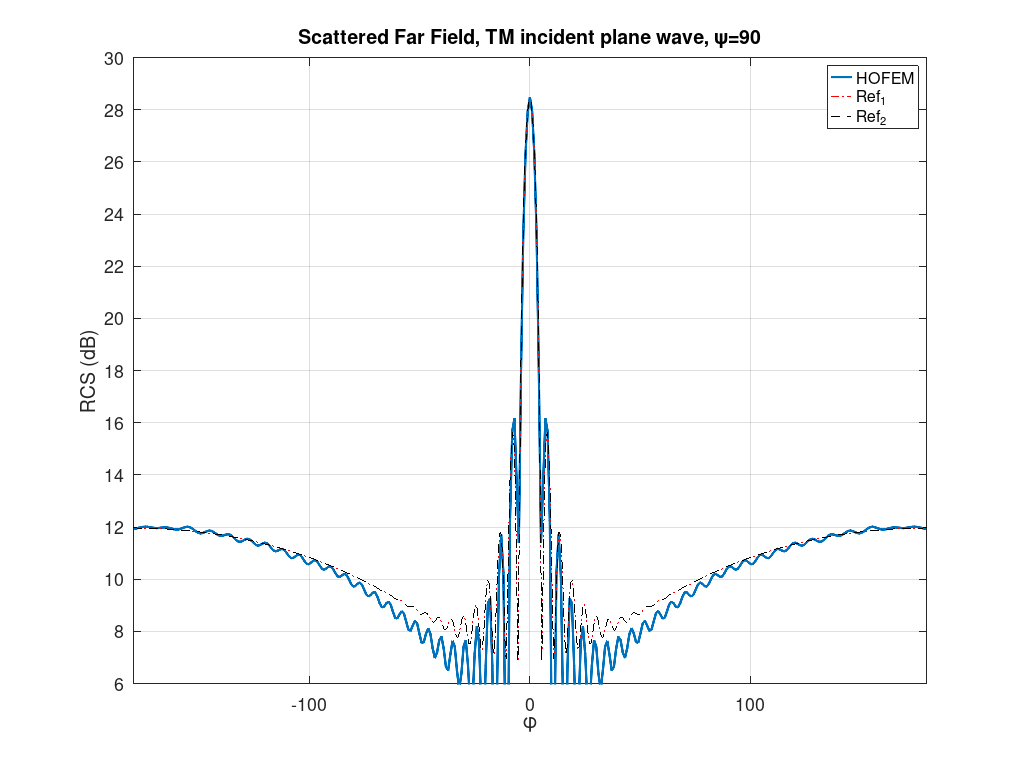 Scattered Far Field, TM incident plane wave, ψ=90
HOFEM
Ref1
Ref2
RCS (dB)
30
28
26
24
22
20
18
16
14
12
10
8
6
-100
0
100
φ